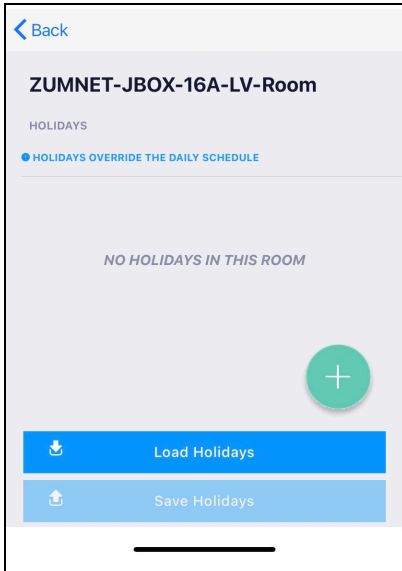 Back
ZUMNET-JBOX-16A-LV-Room
HOLIDAYS
HOLIDAYS OVERRIDE THE DAILY SCHEDULE
NO HOLIDAYS IN THIS ROOM
Load Holidays
Save Holidays